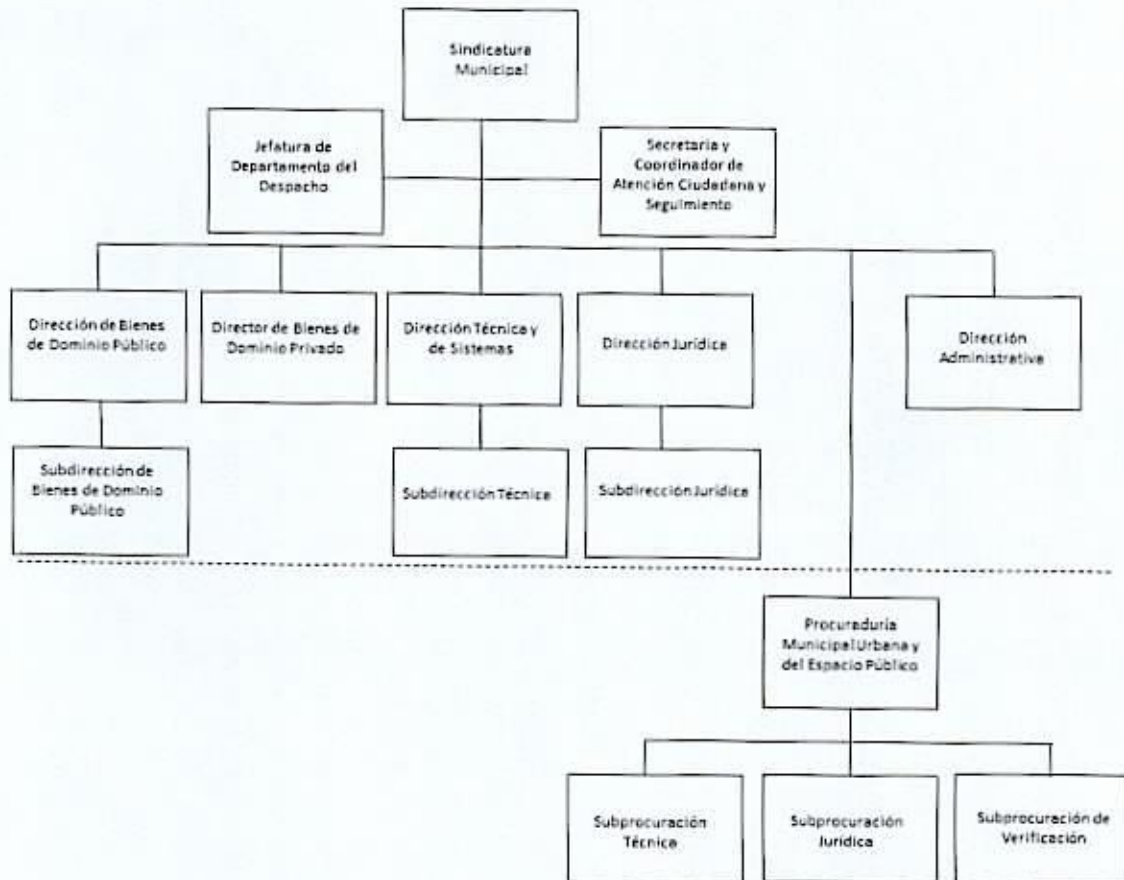 Sindicatura
Municipal
Jefatura de
Departamento del
Despacho
Secretaria y
Coordinador de
Atención Ciudadana y
Seguimiento
Dirección de Bienes
de Dominio Público
Director de Bienes de
Dominio Privado
Dirección Técnica y
de Sistemas
Dirección Jurídica
Dirección
Administrativa
Subdirección de
Bienes de Dominio
Público
Subdirección Técnica
Subdirección Jurídica
Procuraduría
Municipal Urbana y
del Espacio Público
Subprocuración
Técnica
Subprocuración
Jurídica
Subprocuración de
Verificación